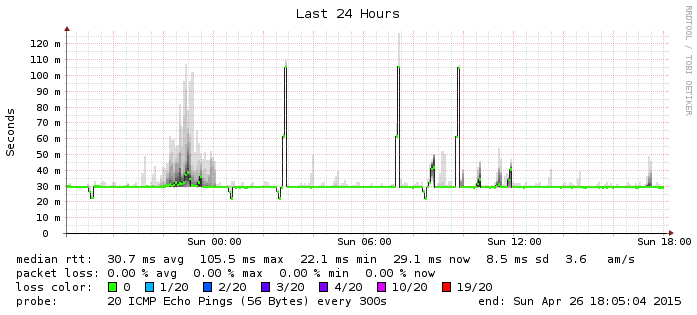 Last 24 Hours
RRDTOOL / TOBI OETIKER
Seconds
120 m
110 m
100 m
90 m
80 m
70 m
60 m
50 m
40 m
30 m
20 m
10 m
0
Sun 00:00 Sun 06:00 Sun 12:00 Sun 18:00
median rtt: 30.7 ms avg 105.5 ms max 22.1 ms min 29.1 ms now 8.5 ms sd 3.6 am/s
packet loss: 0.00 % avg 0.00 % max 0.00 % min 0.00 % now
loss color: 0 1/20 2/20 3/20 4/20 10/20 19/20
probe: 20 ICMP Echo Pings (56 Bytes) every 300s end: Sun Apr 26 18:05:04 2015